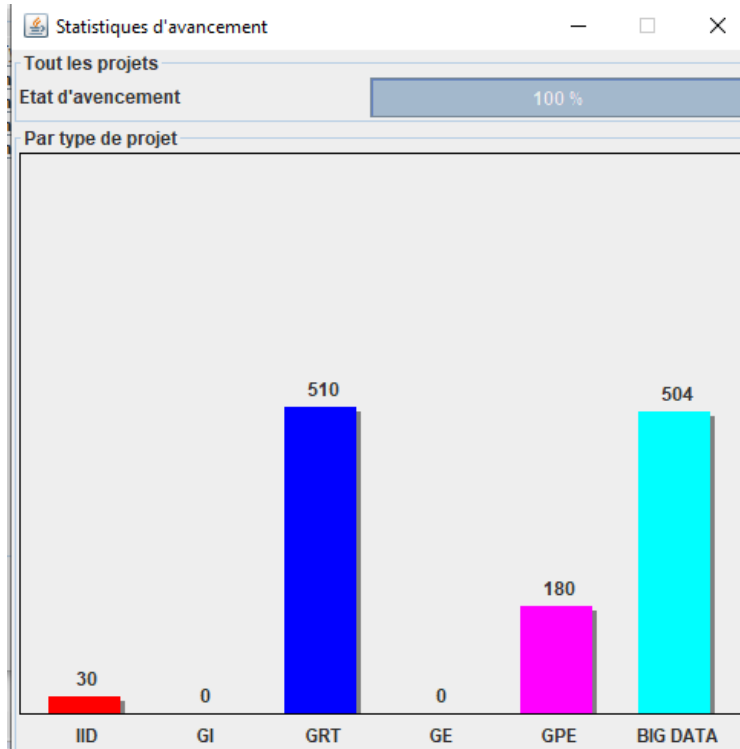 Statistiques d'avancement
Tout les projets
Etat d'avencement 100 %
Par type de projet
510 504
180
30 0 0
IID GI GRT GE GPE BIG DATA